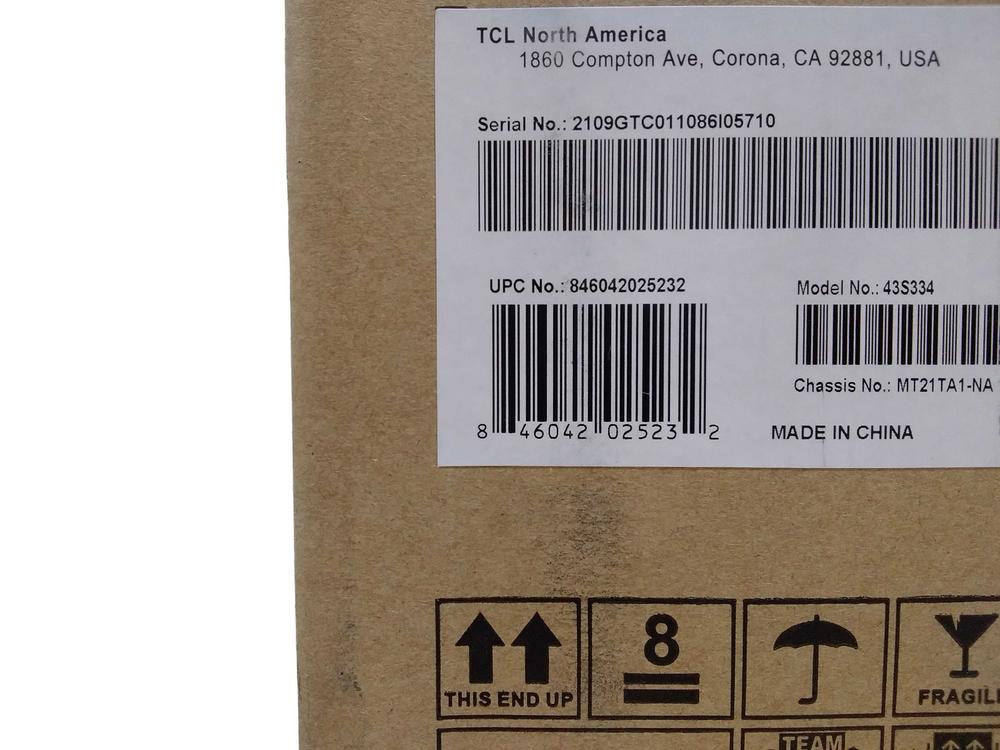 TCL North America
1860 Compton Ave, Corona, CA 92881, USA
Serial No.: 2109GTC011086I05710
UPC No.: 846042025232
Model No.: 43S334
Chassis No.: MT21TA1-NA
8 46042 02523 2
MADE IN CHINA
8
THIS END UP
FRAGIL
TEAM